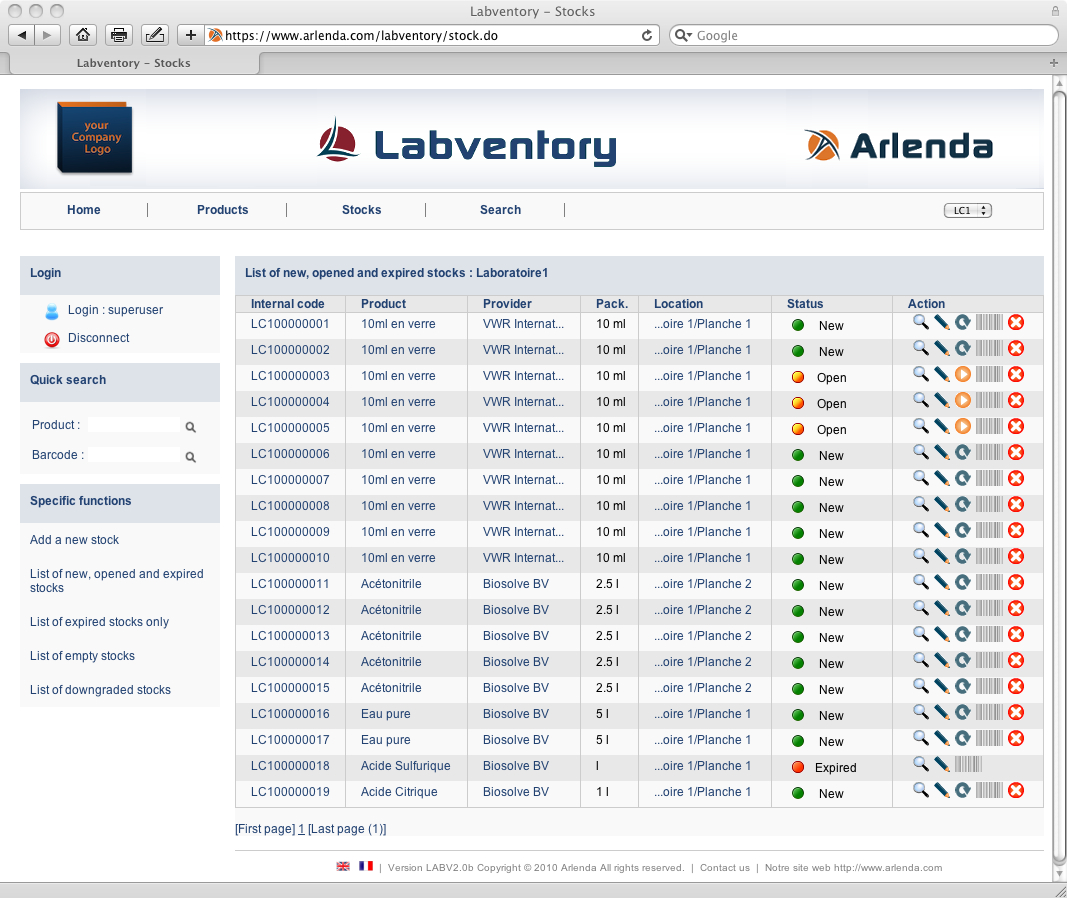 Labventory – Stocks
https://www.arlenda.com/labventory/stock.do
Google
Labventory – Stocks
your
Company
Logo
Labventory
Arlenda
Home Products Stocks Search LC1
Login
Login : superuser
Disconnect
Quick search
Product :
Barcode :
Specific functions
Add a new stock
List of new, opened and expired
stocks
List of expired stocks only
List of empty stocks
List of downgraded stocks
List of new, opened and expired stocks : Laboratoire1
Internal code Product Provider Pack. Location Status Action
LC100000001 10ml en verre VWR Internat... 10 ml ...oire 1/Planche 1 New
LC100000002 10ml en verre VWR Internat... 10 ml ...oire 1/Planche 1 New
LC100000003 10ml en verre VWR Internat... 10 ml ...oire 1/Planche 1 Open
LC100000004 10ml en verre VWR Internat... 10 ml ...oire 1/Planche 1 Open
LC100000005 10ml en verre VWR Internat... 10 ml ...oire 1/Planche 1 Open
LC100000006 10ml en verre VWR Internat... 10 ml ...oire 1/Planche 1 New
LC100000007 10ml en verre VWR Internat... 10 ml ...oire 1/Planche 1 New
LC100000008 10ml en verre VWR Internat... 10 ml ...oire 1/Planche 1 New
LC100000009 10ml en verre VWR Internat... 10 ml ...oire 1/Planche 1 New
LC100000010 10ml en verre VWR Internat... 10 ml ...oire 1/Planche 1 New
LC100000011 Acétonitrile Biosolve BV 2.5 l ...oire 1/Planche 2 New
LC100000012 Acétonitrile Biosolve BV 2.5 l ...oire 1/Planche 2 New
LC100000013 Acétonitrile Biosolve BV 2.5 l ...oire 1/Planche 2 New
LC100000014 Acétonitrile Biosolve BV 2.5 l ...oire 1/Planche 2 New
LC100000015 Acétonitrile Biosolve BV 2.5 l ...oire 1/Planche 2 New
LC100000016 Eau pure Biosolve BV 5 l ...oire 1/Planche 1 New
LC100000017 Eau pure Biosolve BV 5 l ...oire 1/Planche 1 New
LC100000018 Acide Sulfurique Biosolve BV l ...oire 1/Planche 1 Expired
LC100000019 Acide Citrique Biosolve BV 1 l ...oire 1/Planche 1 New
[First page] 1 [Last page (1)]
| Version LABV2.0b Copyright © 2010 Arlenda All rights reserved. | Contact us | Notre site web http://www.arlenda.com